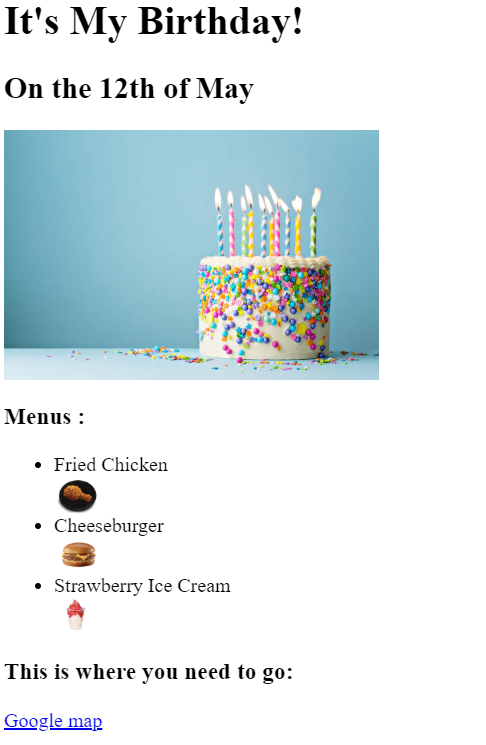 It's My Birthday!
On the 12th of May
Menus :
Fried Chicken
Cheeseburger
Strawberry Ice Cream
This is where you need to go:
Google map